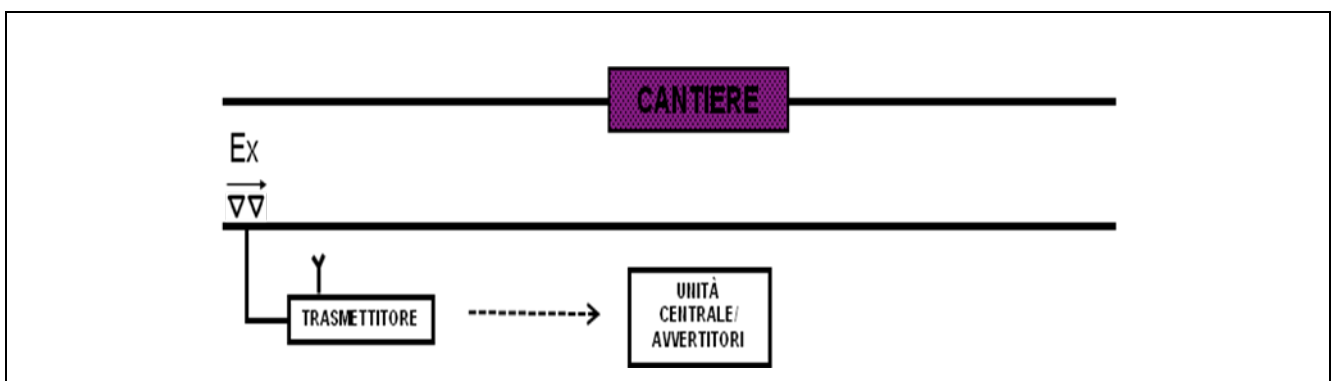 CANTIERE
Ex
TRASMETTITORE
UNITÀ
CENTRALE/
AVVERTITORI